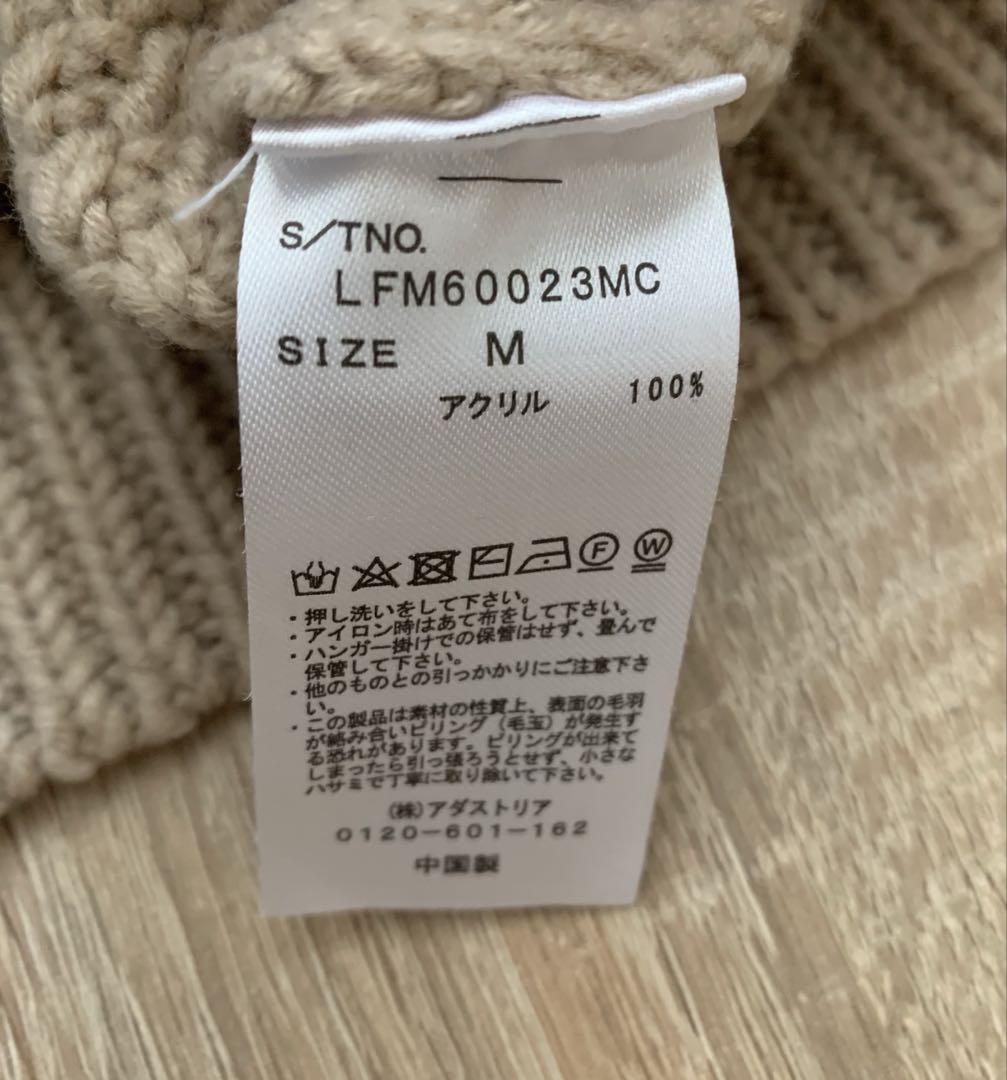 S/TNO.
LFM60023MC
SIZE M
アクリル 100%
F W
・押し洗いをして下さい。
・アイロン時はあて布をして下さい。
・ハンガー掛けでの保管はせず、畳んで
保管して下さい。
・他のものとの引っかかりにご注意下さ
い。
・この製品は素材の性質上、表面の毛羽
が絡み合いピリング（毛玉）が発生す
る恐れがあります。ピリングが出来て
しまったら引っ張ろうとせず、小さな
ハサミで丁寧に取り除いて下さい。
（株）アダストリア
0120-601-162
中国製